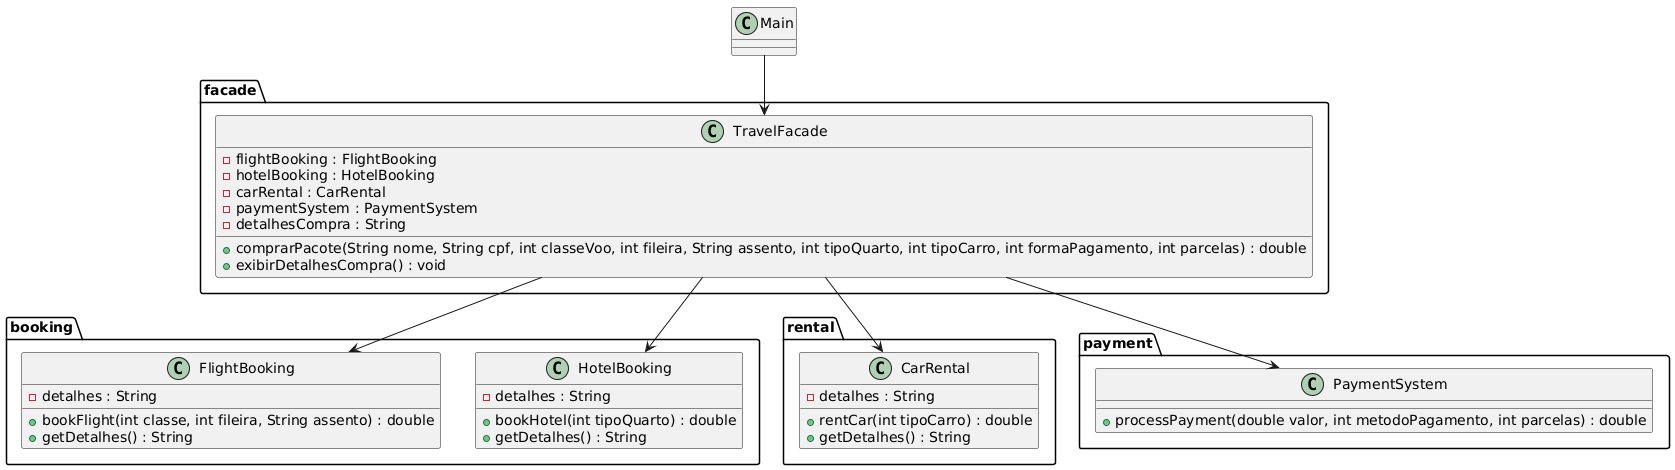 C Main
facade
C TravelFacade
flightBooking : FlightBooking
hotelBooking : HotelBooking
carRental : CarRental
paymentSystem : PaymentSystem
detalhesCompra : String
comprarPacote(String nome, String cpf, int classeVoo, int fileira, String assento, int tipoQuarto, int tipoCarro, int formaPagamento, int parcelas) : double
exibirDetalhesCompra() : void
booking
C FlightBooking
detalhes : String
bookFlight(int classe, int fileira, String assento) : double
getDetalhes() : String
C HotelBooking
detalhes : String
bookHotel(int tipoQuarto) : double
getDetalhes() : String
rental
C CarRental
detalhes : String
rentCar(int tipoCarro) : double
getDetalhes() : String
payment
C PaymentSystem
processPayment(double valor, int metodoPagamento, int parcelas) : double